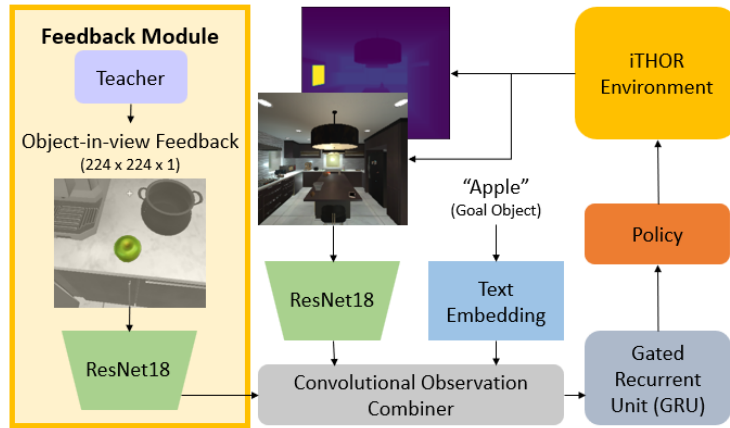 Feedback Module
Teacher
Object-in-view Feedback
(224 x 224 x 1)
ResNet18
"Apple"
(Goal Object)
ResNet18
Text
Embedding
Convolutional Observation
Combiner
iTHOR
Environment
Policy
Gated
Recurrent
Unit (GRU)